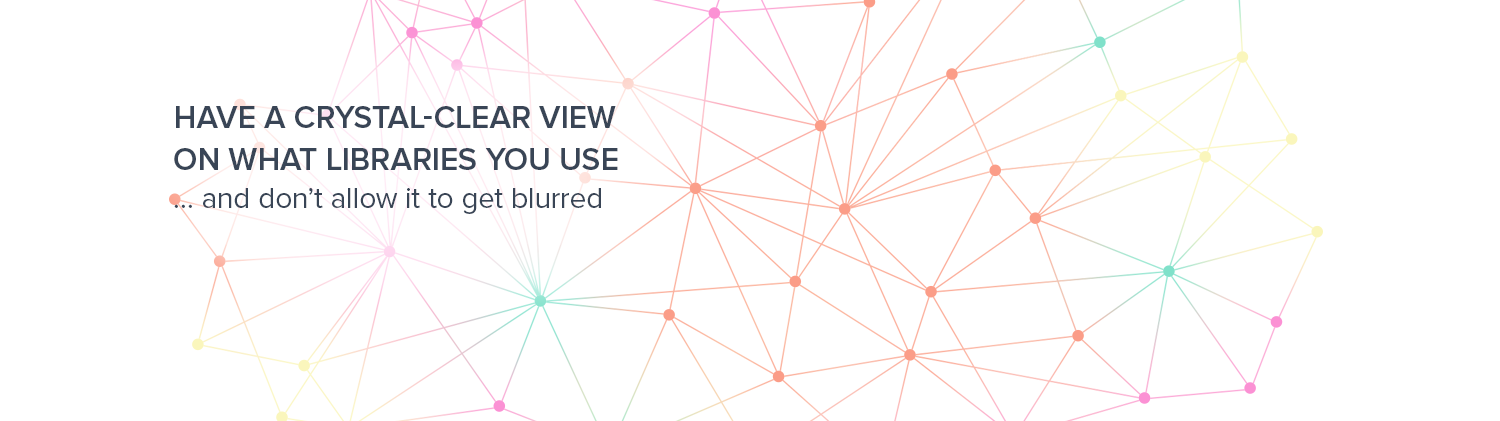 HAVE A CRYSTAL-CLEAR VIEW
ON WHAT LIBRARIES YOU USE
... and don’t allow it to get blurred